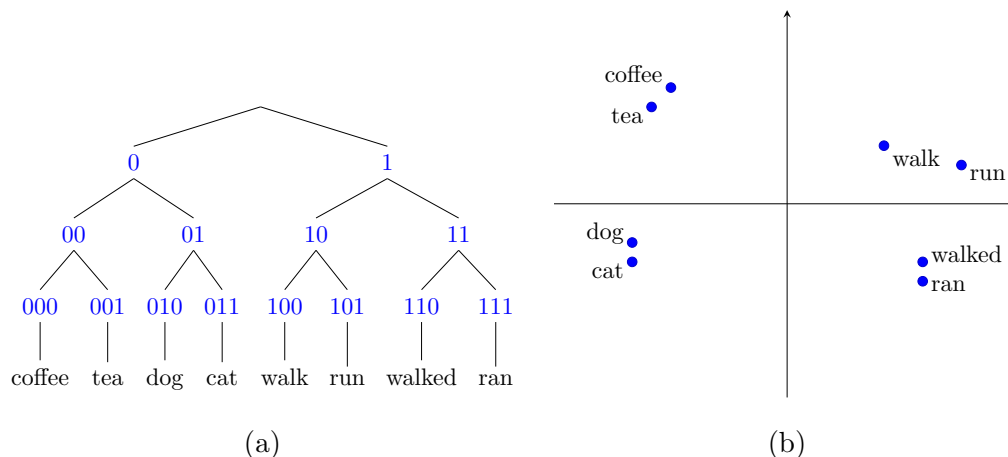 0 1
00 01 10 11
000 001 010 011 100 101 110 111
coffee tea dog cat walk run walked ran
(a)
coffee
tea
walk
run
dog
cat
walked
ran
(b)